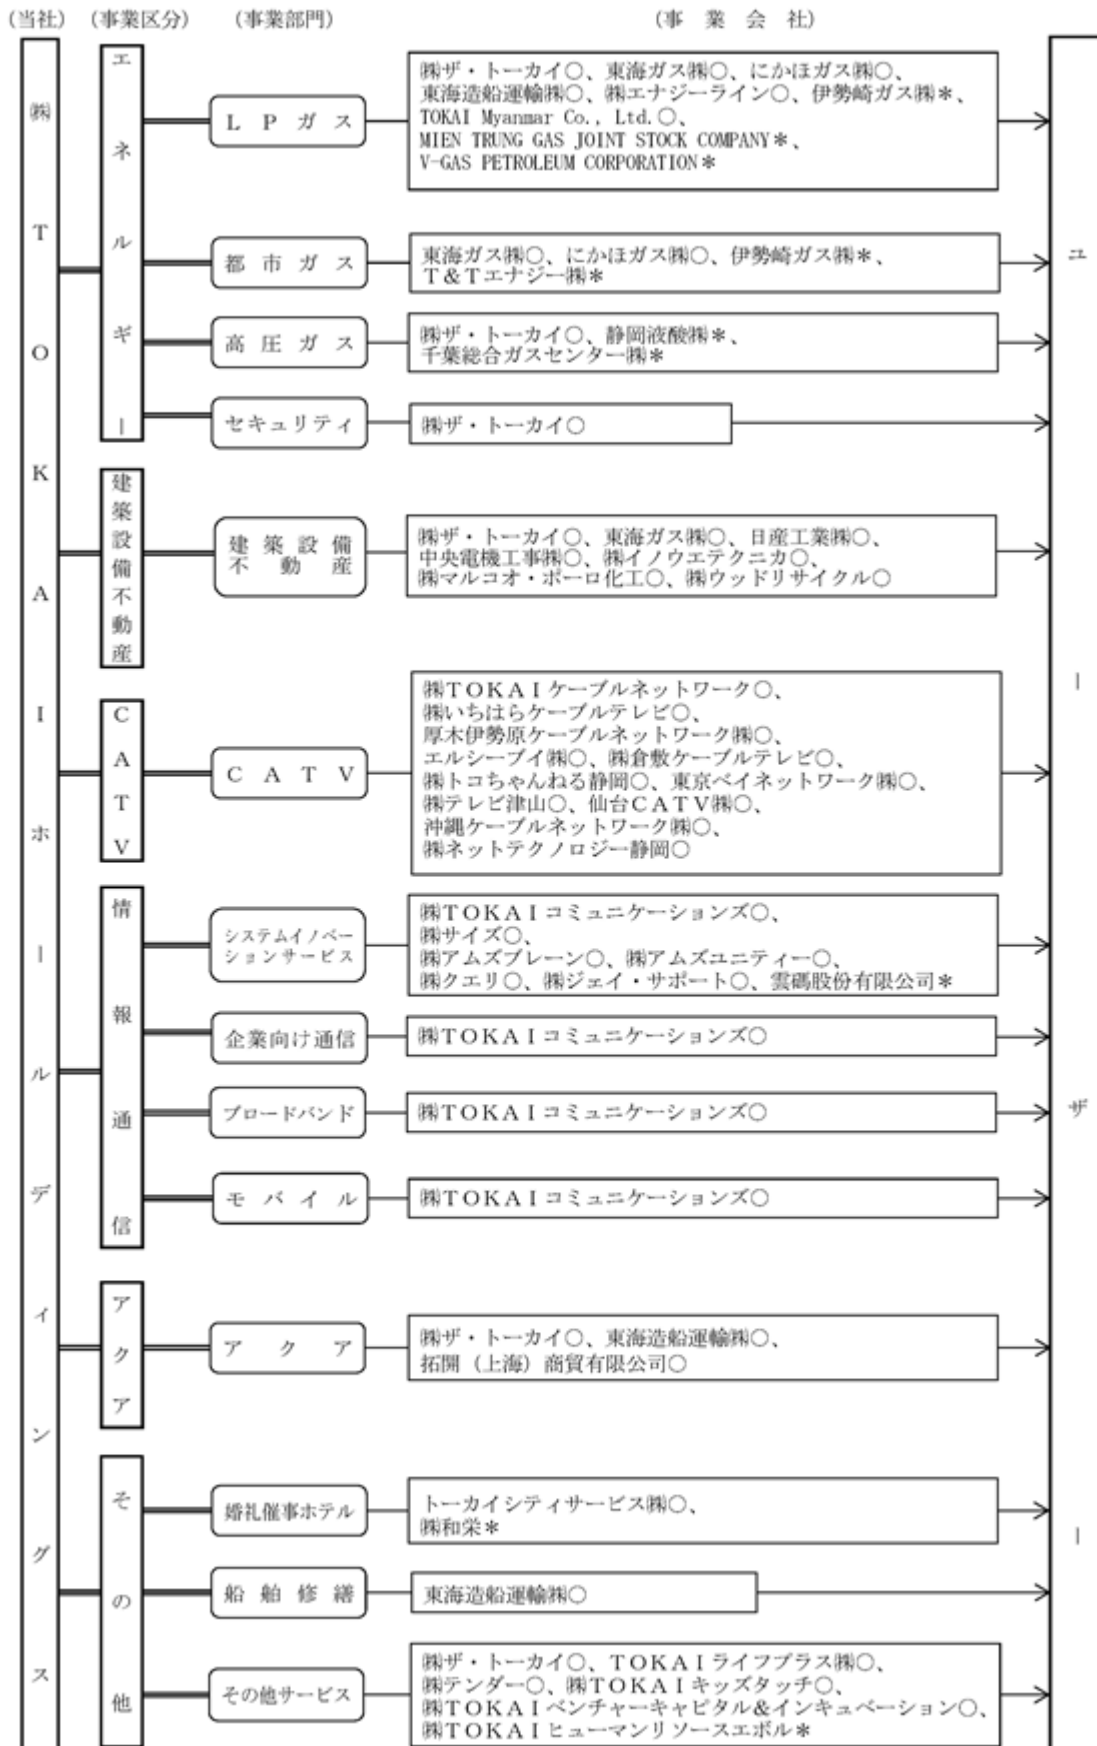 (当社) (事業区分) (事業部門) (事業会社)
㈱TOKAIホールディングス
エネルギー
LPガス
㈱ザ・トーカイ○、東海ガス㈱○、にかほガス㈱○、
東海造船運輸㈱○、㈱エナジーライン○、伊勢崎ガス㈱*、
TOKAI Myanmar Co., Ltd.○、
MIEN TRUNG GAS JOINT STOCK COMPANY*、
V-GAS PETROLEUM CORPORATION*
都市ガス
東海ガス㈱○、にかほガス㈱○、伊勢崎ガス㈱*、
T&Tエナジー㈱*
高圧ガス
㈱ザ・トーカイ○、静岡液酸㈱*、
千葉総合ガスセンター㈱*
セキュリティ
㈱ザ・トーカイ○
建築設備不動産
建築設備
不動産
㈱ザ・トーカイ○、東海ガス㈱○、日産工業㈱○、
中央電機工事㈱○、㈱イノウエテクニカ○、
㈱マルコオ・ポーロ化工○、㈱ウッドリサイクル○
CATV
CATV
㈱TOKAIケーブルネットワーク○、
㈱いちはらケーブルテレビ○、
厚木伊勢原ケーブルネットワーク㈱○、
エルシーブイ㈱○、㈱倉敷ケーブルテレビ○、
㈱トコちゃんねる静岡○、東京ベイネットワーク㈱○、
㈱テレビ津山○、仙台CATV㈱○、
沖縄ケーブルネットワーク㈱○、
㈱ネットテクノロジー静岡○
情報通信
システムイノベー
ションサービス
㈱TOKAIコミュニケーションズ○、
㈱サイズ○、
㈱アムズブレーン○、㈱アムズユニティー○、
㈱クエリ○、㈱ジェイ・サポート○、雲碼股份有限公司*
企業向け通信
㈱TOKAIコミュニケーションズ○
ブロードバンド
㈱TOKAIコミュニケーションズ○
モバイル
㈱TOKAIコミュニケーションズ○
アクア
アクア
㈱ザ・トーカイ○、東海造船運輸㈱○、
拓開(上海)商貿有限公司○
その他
婚礼催事ホテル
トーカイシティサービス㈱○、
㈱和栄*
船舶修繕
東海造船運輸㈱○
その他サービス
㈱ザ・トーカイ○、TOKAIライフプラス㈱○、
㈱テンダー○、㈱TOKAIキッズタッチ○、
㈱TOKAIベンチャーキャピタル&インキュベーション○、
㈱TOKAIヒューマンリソースエボル*
ユーザー